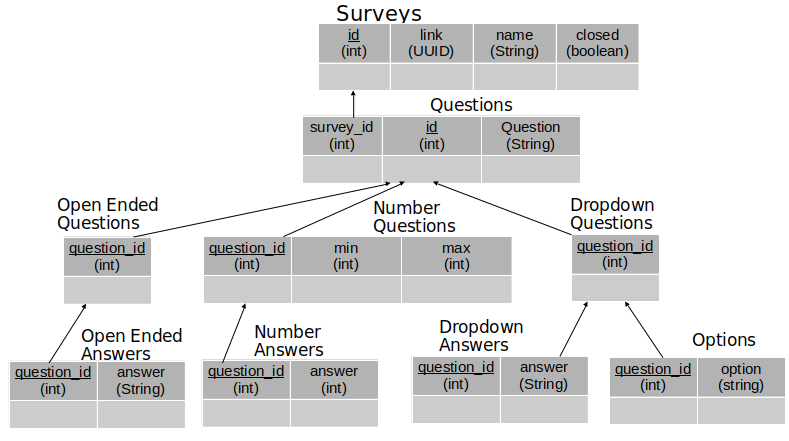 Surveys
id link name closed
(int) (UUID) (String) (boolean)
Questions
survey_id id Question
(int) (int) (String)
Open Ended
Questions
Number
Questions
Dropdown
Questions
question_id
(int)
question_id min max
(int) (int) (int)
question_id
(int)
Open Ended
Answers
Number
Answers
Dropdown
Answers
Options
question_id answer
(int) (String)
question_id answer
(int) (int)
question_id answer
(int) (String)
question_id option
(int) (string)